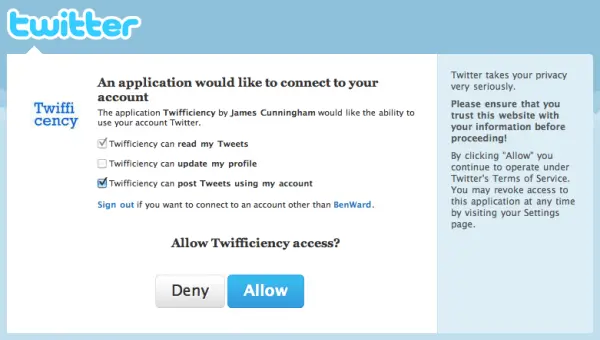 twitter
Twiffi
cency
An application would like to connect to your
account
The application Twifficiency by James Cunningham would like the ability to
use your account Twitter.
Twifficiency can read my Tweets
Twifficiency can update my profile
Twifficiency can post Tweets using my account
Sign out if you want to connect to an account other than BenWard.
Allow Twifficiency access?
Deny
Allow
Twitter takes your privacy
very seriously.
Please ensure that you
trust this website with
your information before
proceeding!
By clicking "Allow" you
continue to operate under
Twitter's Terms of Service.
You may revoke access to
this application at any time
by visiting your Settings
page.